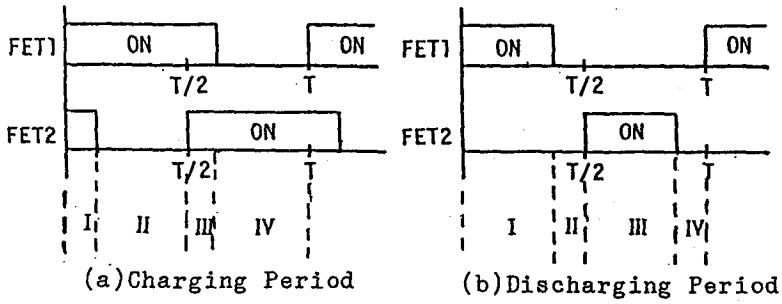 FET1 ON ON
T/2 T
FET2 ON
T/2 T
I II III IV
(a)Charging Period
FET1 ON ON
T/2 T
FET2 ON
T/2 T
I II III IV
(b)Discharging Period